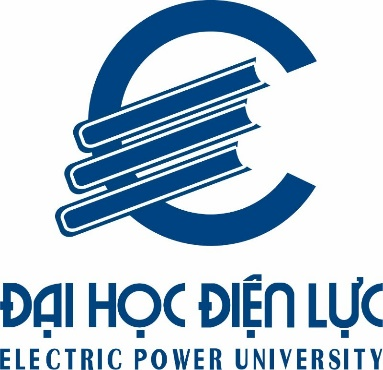 ĐẠI HỌC ĐIỆN LỰC
ELECTRIC POWER UNIVERSITY